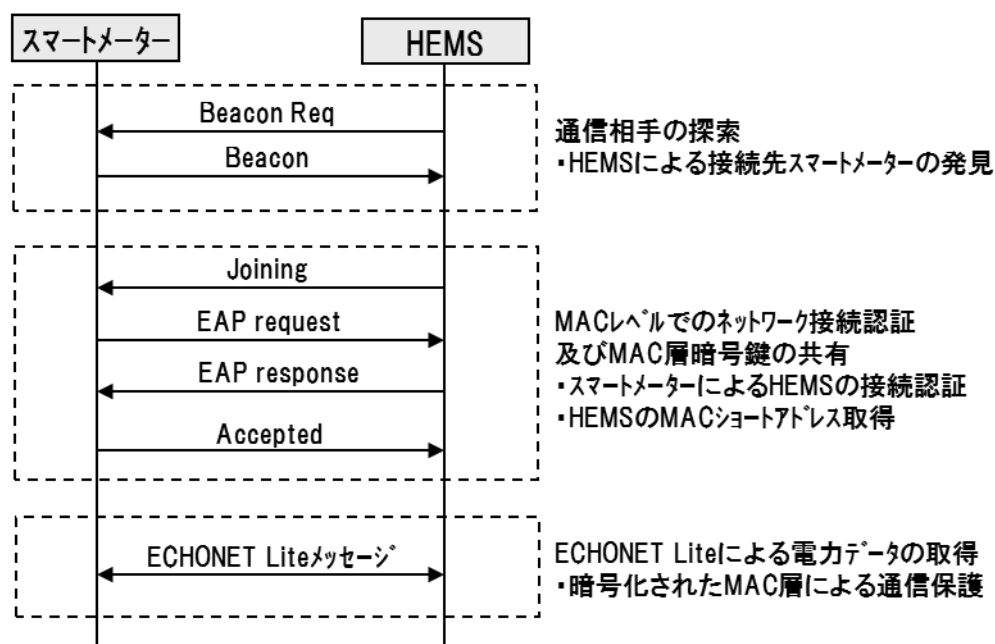 スマートメーター
HEMS
Beacon Req
Beacon
通信相手の探索
・HEMSによる接続先スマートメーターの発見
Joining
EAP request
EAP response
Accepted
MACレベルでのネットワーク接続認証
及びMAC層暗号鍵の共有
・スマートメーターによるHEMSの接続認証
・HEMSのMACショートアドレス取得
ECHONET Liteメッセージ
ECHONET Liteによる電力データの取得
・暗号化されたMAC層による通信保護